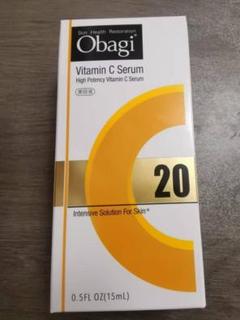 Skin Health Restoration
Obagi
Vitamin C Serum
High Potency Vitamin C Serum
20
Intensive Solution For Skin*
0.5FL OZ(15mL)